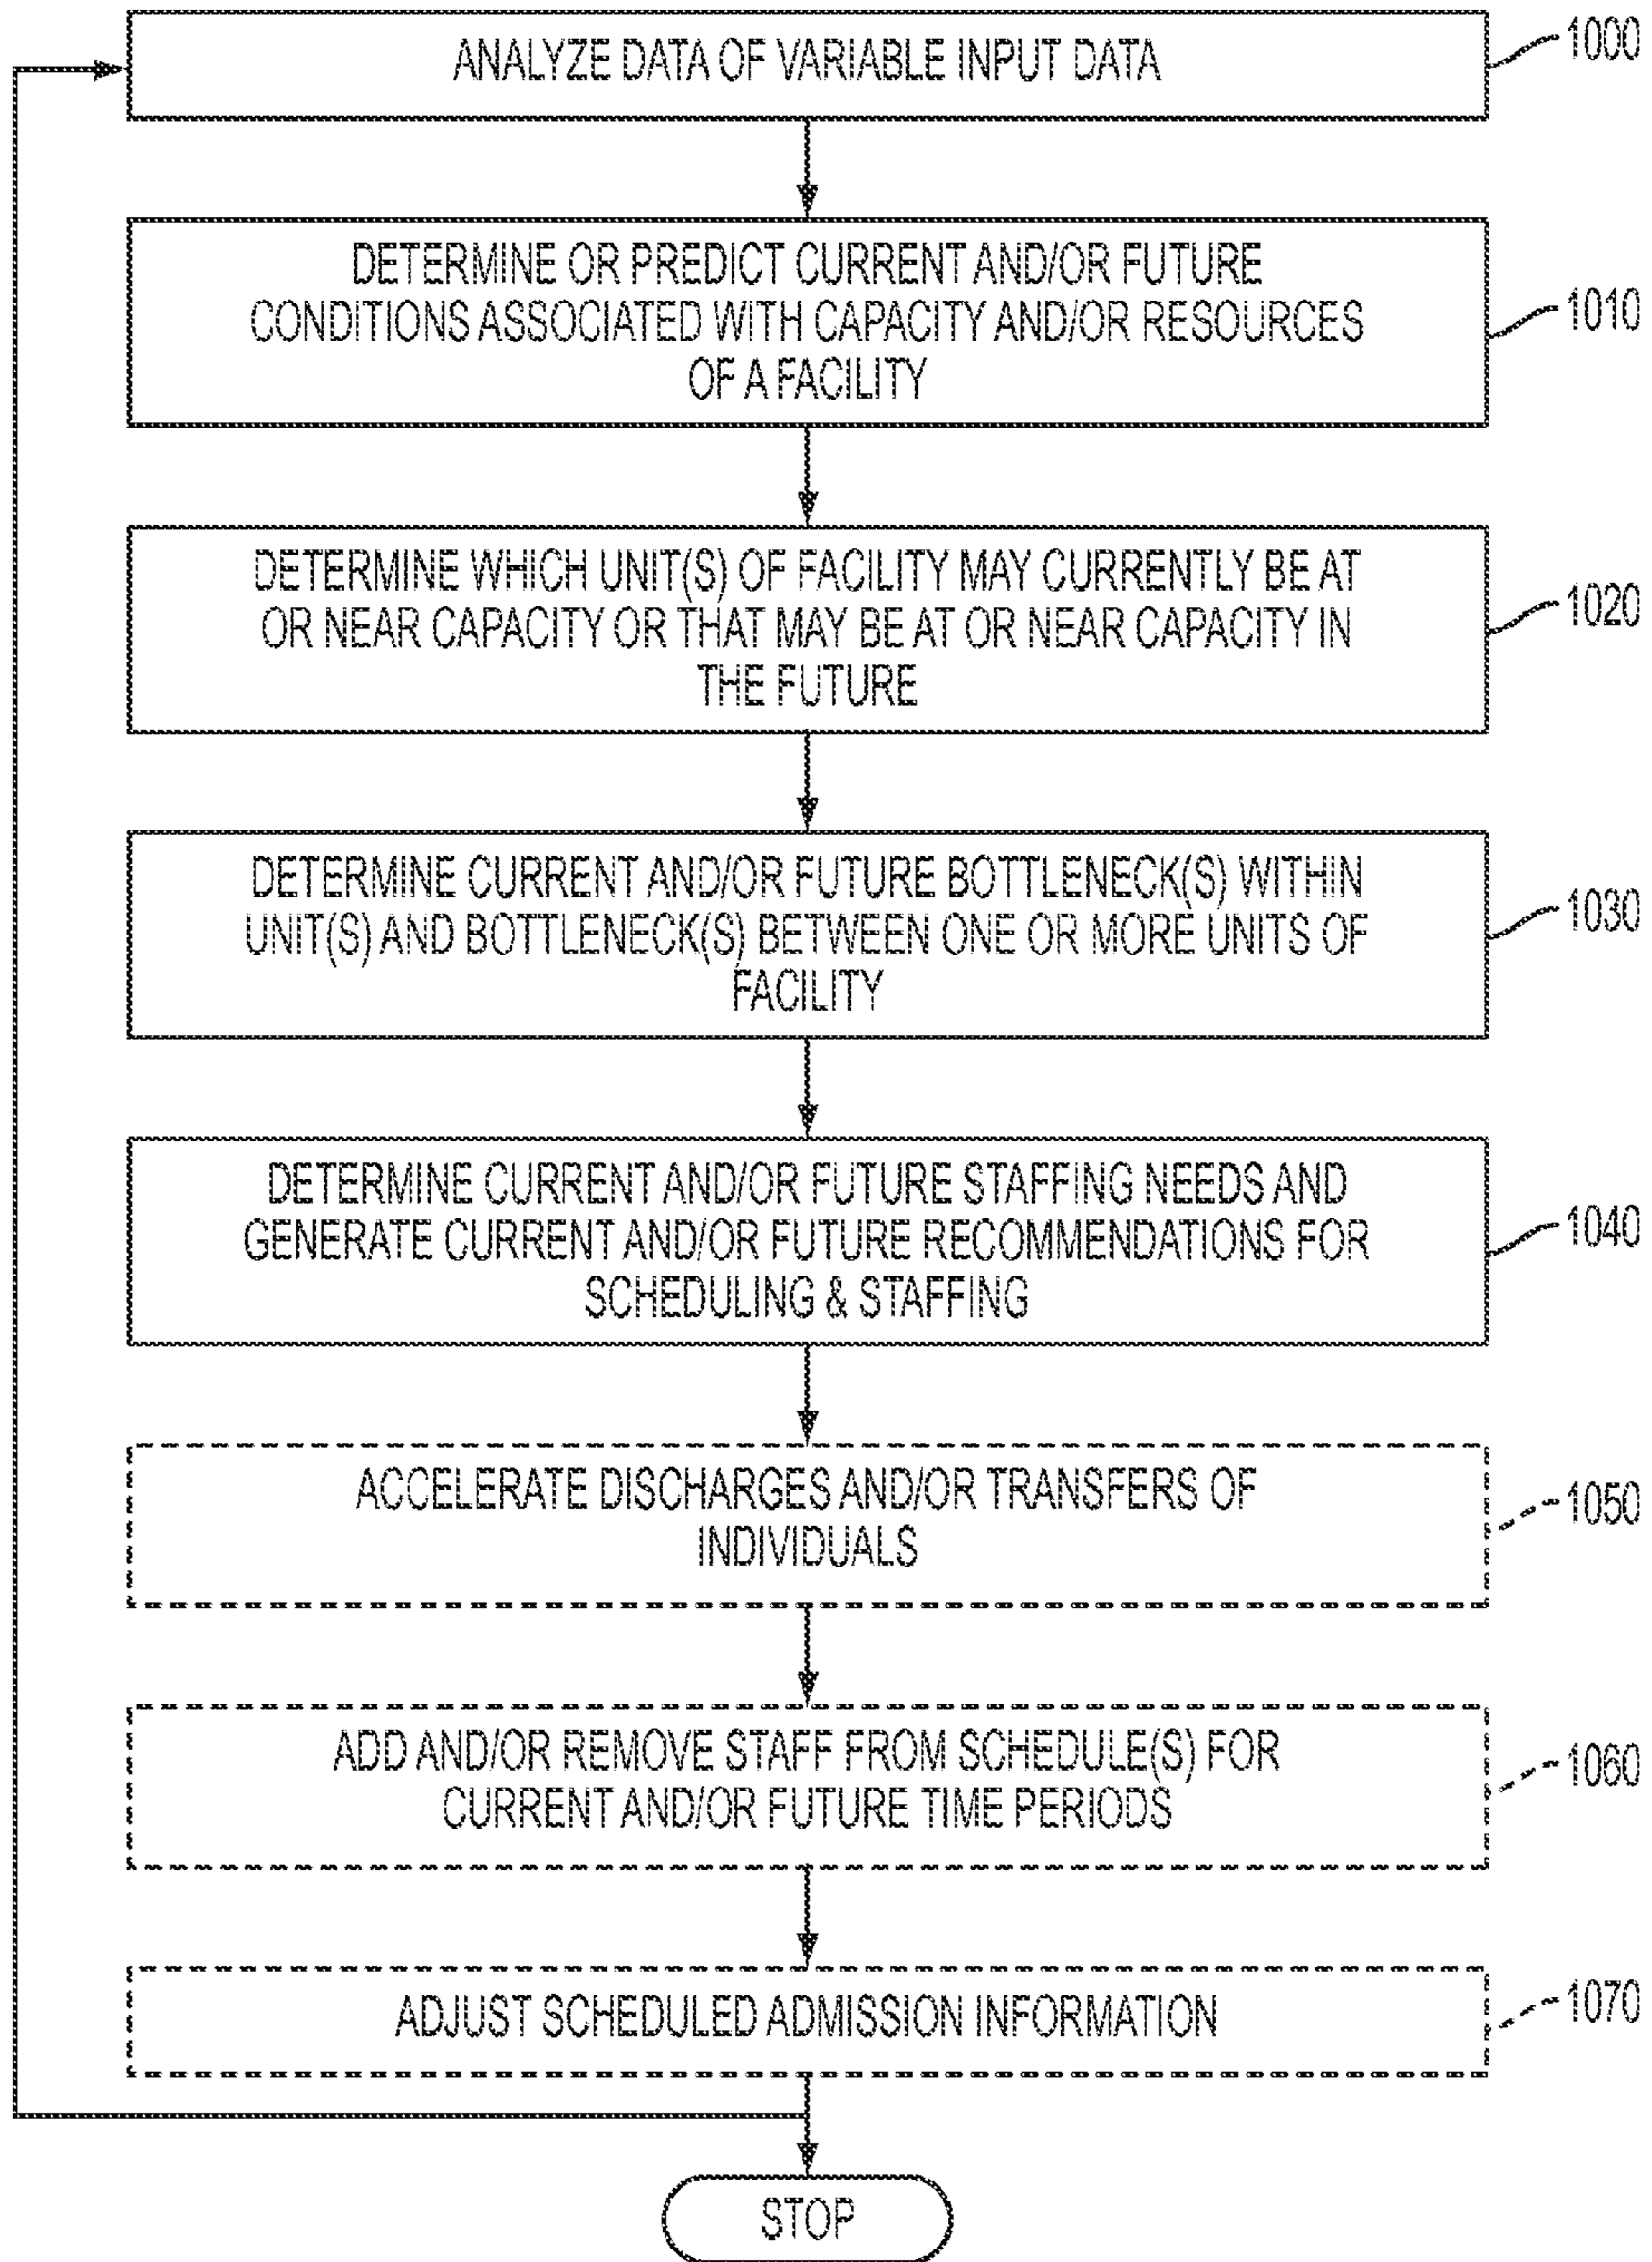 ANALYZE DATA OF VARIABLE INPUT DATA
1000
DETERMINE OR PREDICT CURRENT AND/OR FUTURE
CONDITIONS ASSOCIATED WITH CAPACITY AND/OR RESOURCES
OF A FACILITY
1010
DETERMINE WHICH UNIT(S) OF FACILITY MAY CURRENTLY BE AT
OR NEAR CAPACITY OR THAT MAY BE AT OR NEAR CAPACITY IN
THE FUTURE
1020
DETERMINE CURRENT AND/OR FUTURE BOTTLENECK(S) WITHIN
UNIT(S) AND BOTTLENECK(S) BETWEEN ONE OR MORE UNITS OF
FACILITY
1030
DETERMINE CURRENT AND/OR FUTURE STAFFING NEEDS AND
GENERATE CURRENT AND/OR FUTURE RECOMMENDATIONS FOR
SCHEDULING & STAFFING
1040
ACCELERATE DISCHARGES AND/OR TRANSFERS OF
INDIVIDUALS
1050
ADD AND/OR REMOVE STAFF FROM SCHEDULE(S) FOR
CURRENT AND/OR FUTURE TIME PERIODS
1060
ADJUST SCHEDULED ADMISSION INFORMATION
1070
STOP